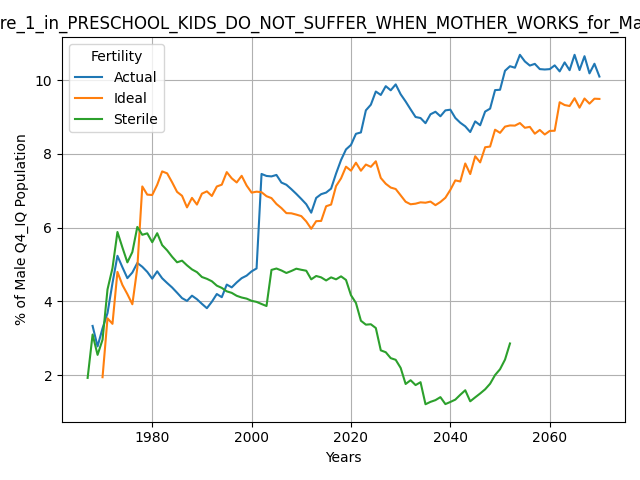 re_1_in_PRESCHOOL_KIDS_DO_NOT_SUFFER_WHEN_MOTHER_WORKS_for_Ma
Fertility
Actual
Ideal
Sterile
% of Male Q4_IQ Population
10
8
6
4
2
1980 2000 2020 2040 2060
Years